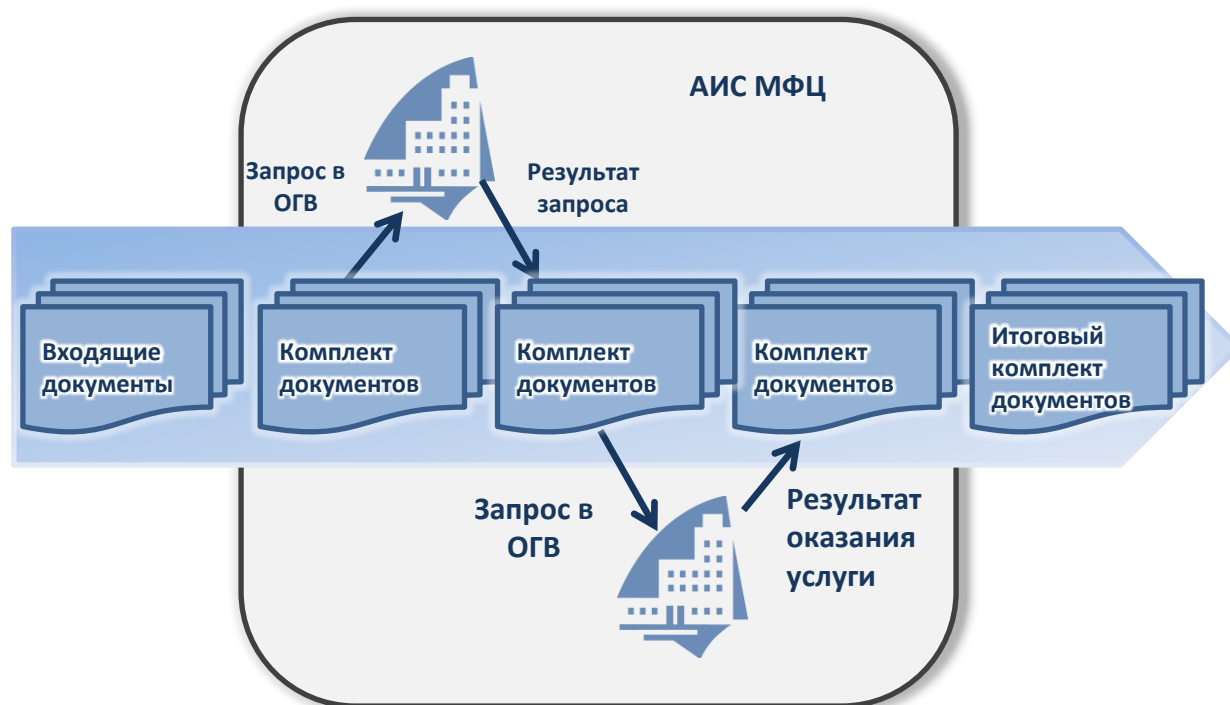 АИС МФЦ
Запрос в
ОГВ
Результат
запроса
Входящие
документы
Комплект
документов
Комплект
документов
Комплект
документов
Итоговый
комплект
документов
Запрос в
ОГВ
Результат
оказания
услуги